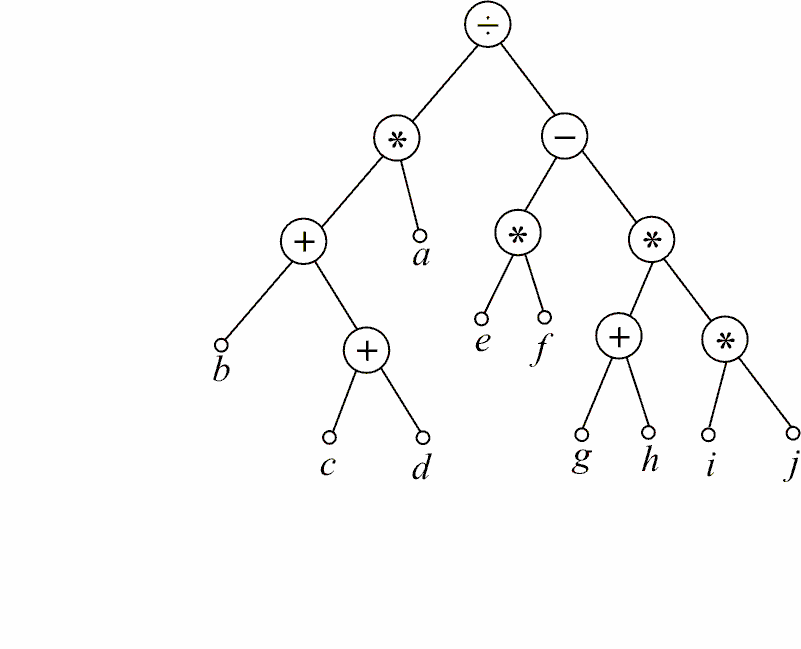 ÷
* −
+ a * *
b + e f + *
c d g h i j